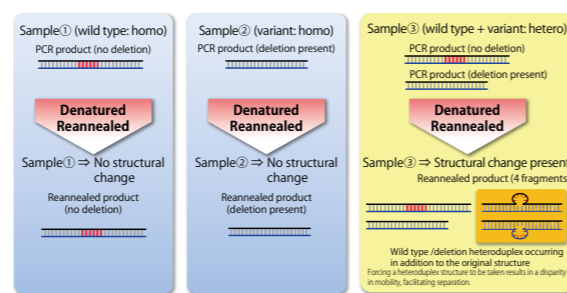 Sample① (wild type: homo)
PCR product (no deletion)
Denatured
Reannealed
Sample① ⇒ No structural
change
Reannealed product
(no deletion)
Sample② (variant: homo)
PCR product (deletion present)
Denatured
Reannealed
Sample② ⇒ No structural
change
Reannealed product
(deletion present)
Sample③ (wild type + variant: hetero)
PCR product (no deletion)
PCR product (deletion present)
Denatured
Reannealed
Sample③ ⇒ Structural change present
Reannealed product (4 fragments
Wild type /deletion heteroduplex occurring
in addition to the original structure
Forcing a heteroduplex structure to be taken results in a disparity
in mobility, facilitating separation.